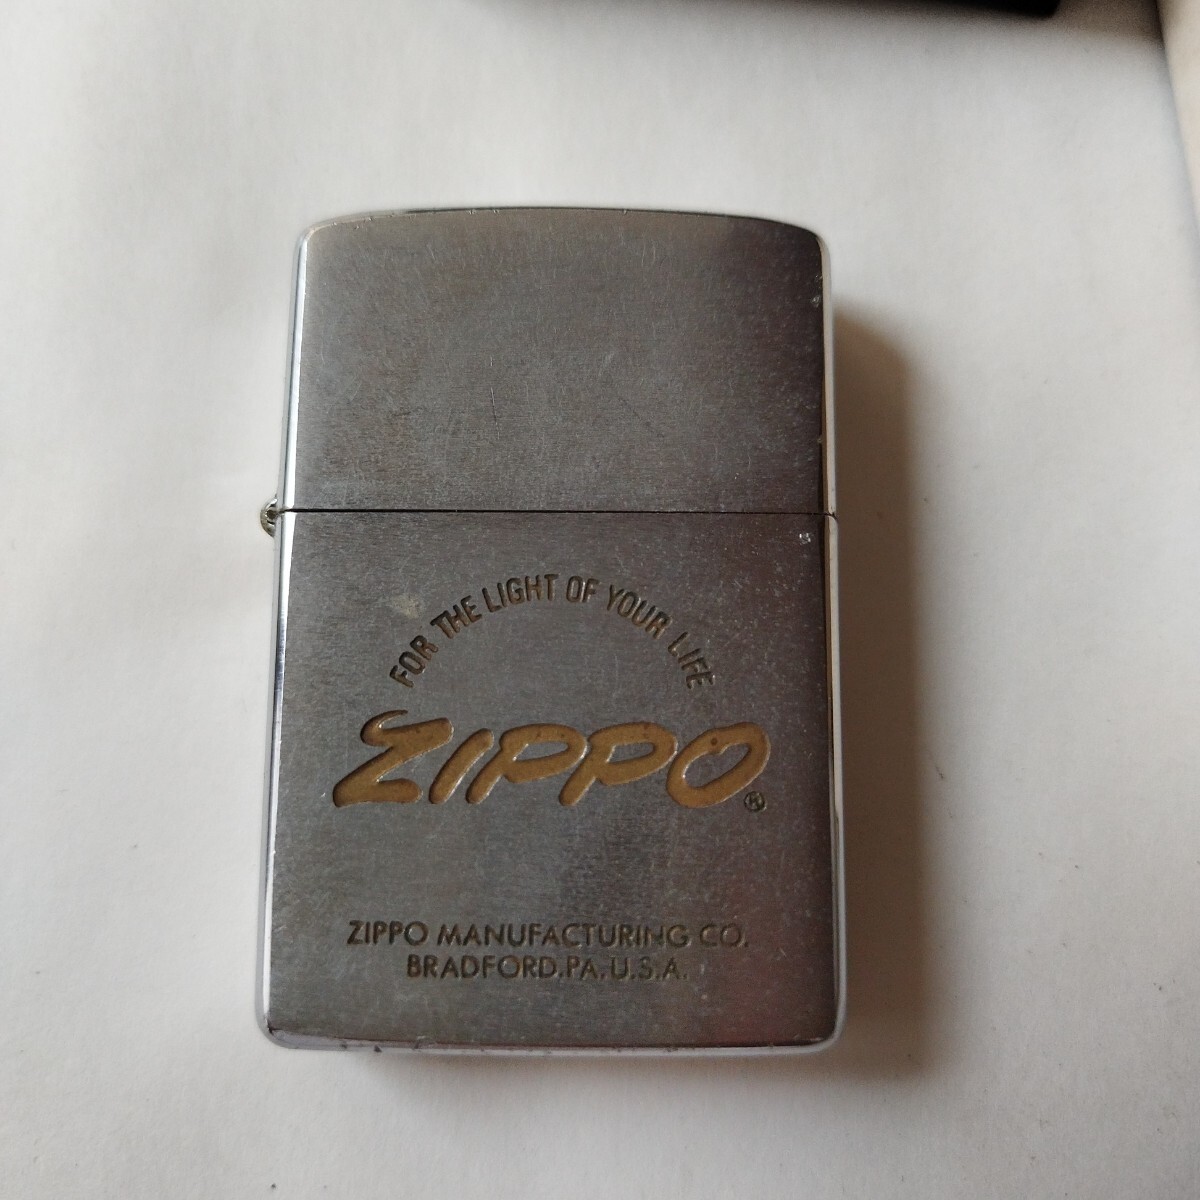 FOR THE LIGHT OF YOUR LIFE
ZIPPO®
ZIPPO MANUFACTURING CO.
BRADFORD.PA.U.S.A.